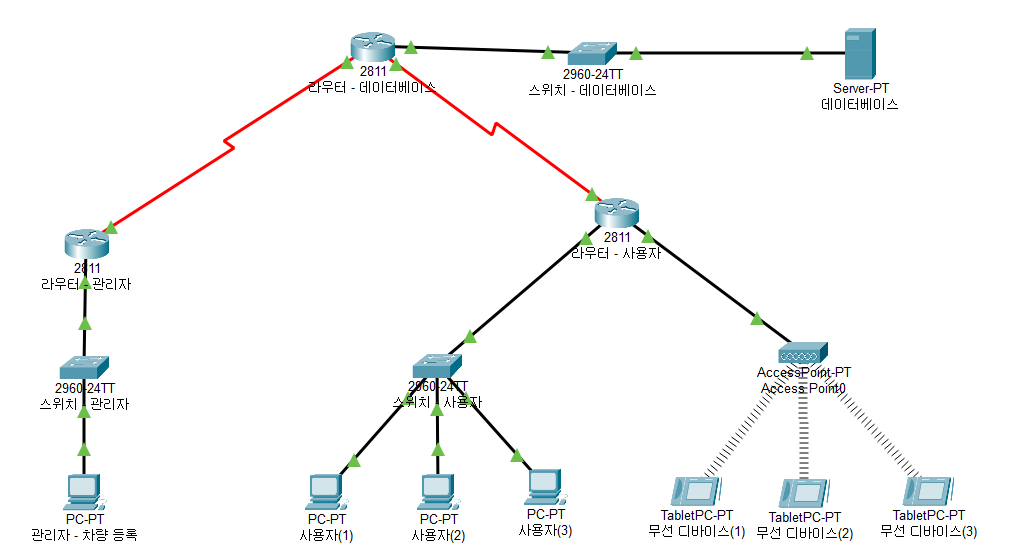 2811
라우터 - 데이터베이스
2960-24TT
스위치 - 데이터베이스
Server-PT
데이터베이스
2811
라우터 - 관리자
2811
라우터 - 사용자
2960-24TT
스위치 - 관리자
2960-24TT
스위치 - 사용자
AccessPoint-PT
Access Point0
PC-PT
관리자 - 차량 등록
PC-PT
사용자(1)
PC-PT
사용자(2)
PC-PT
사용자(3)
TabletPC-PT
무선 디바이스(1)
TabletPC-PT
무선 디바이스(2)
TabletPC-PT
무선 디바이스(3)